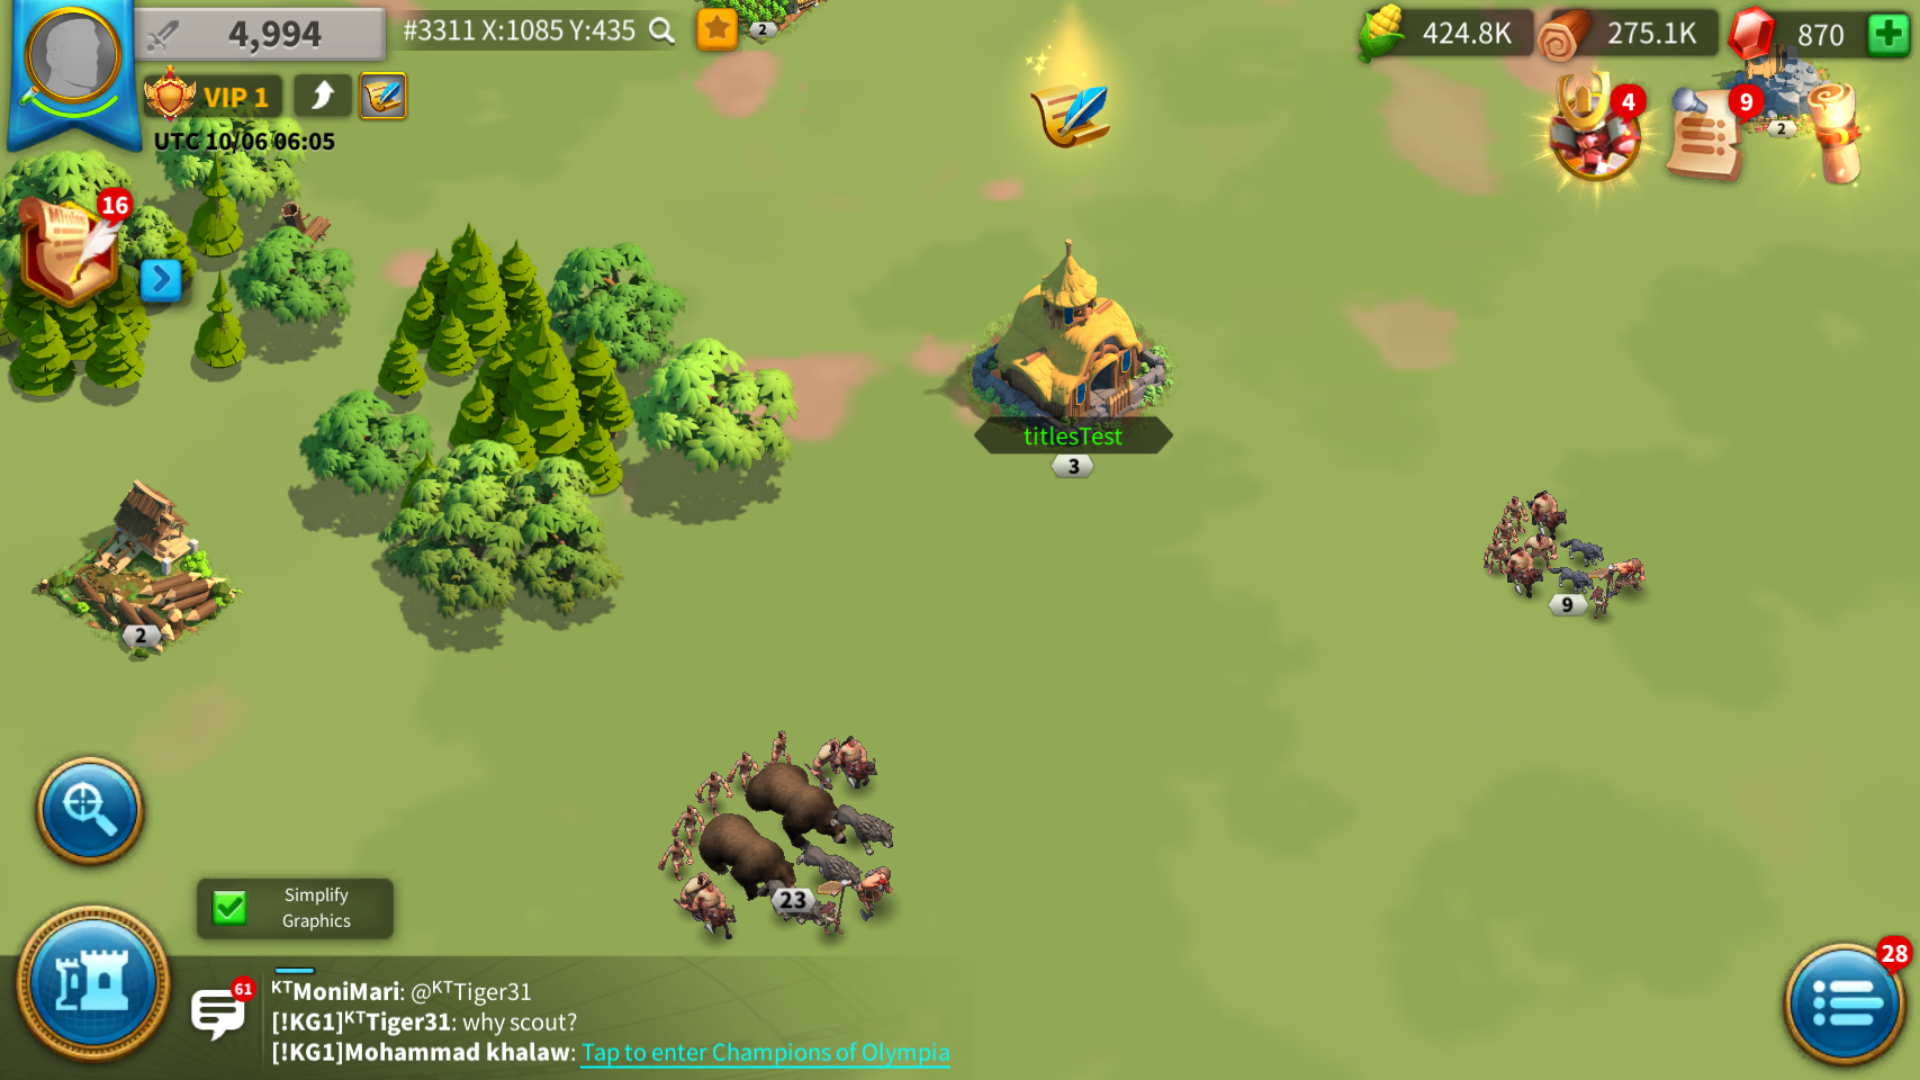 4,994
#3311 X:1085 Y:435
2
424.8K
275.1K
870
VIP 1
UTC 10/06 06:05
4
9
2
16
Mission
titlesTest
3
9
2
23
Simplify
Graphics
28
61
KTMoniMari: @KTTiger31
[!KG1]KTTiger31: why scout?
[!KG1]Mohammad khalaw: Tap to enter Champions of Olympia